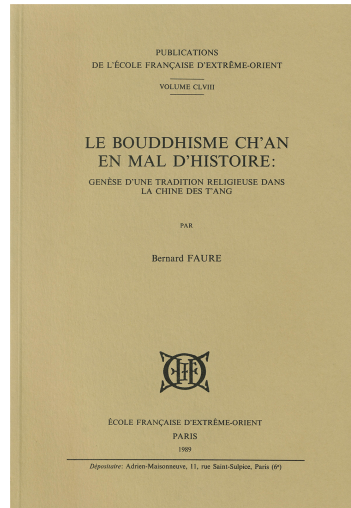 PUBLICATIONS
DE L'ÉCOLE FRANÇAISE D'EXTRÊME-ORIENT
VOLUME CLVIII
LE BOUDDHISME CH'AN
EN MAL D'HISTOIRE:
GENÈSE D'UNE TRADITION RELIGIEUSE DANS
LA CHINE DES T'ANG
PAR
Bernard FAURE
ÉCOLE FRANÇAISE D'EXTRÊME-ORIENT
PARIS
1989
Dépositaire: Adrien-Maisonneuve, 11, rue Saint-Sulpice, Paris (6e)